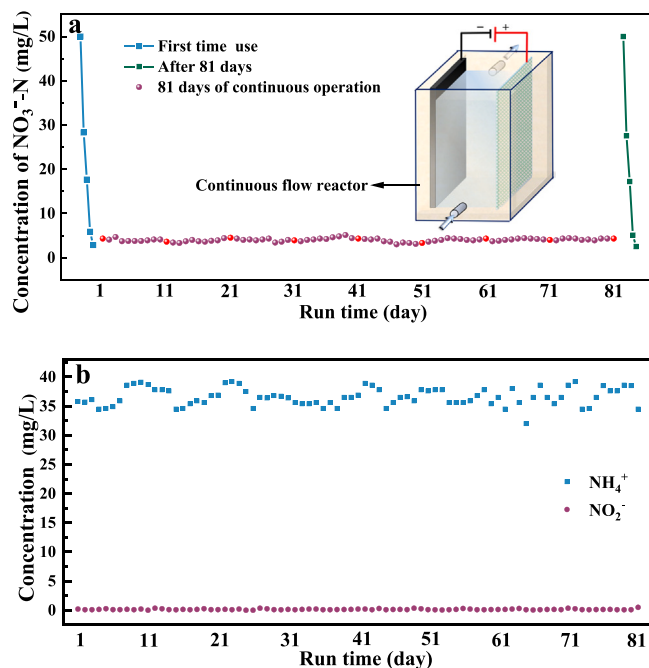 a
Concentration of NO₃⁻-N (mg/L)
50
40
30
20
10
0
First time use
After 81 days
81 days of continuous operation
− +
Continuous flow reactor
1 11 21 31 41 51 61 71 81
Run time (day)
b
Concentration (mg/L)
40
35
30
25
20
15
10
5
0
NH₄⁺
NO₂⁻
1 11 21 31 41 51 61 71 81
Run time (day)